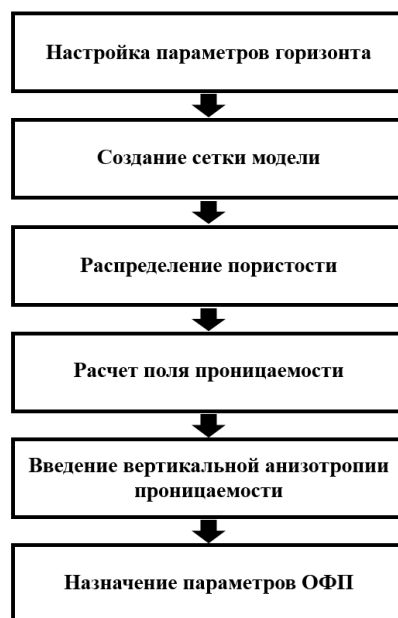 Настройка параметров горизонта
Создание сетки модели
Распределение пористости
Расчет поля проницаемости
Введение вертикальной анизотропии
проницаемости
Назначение параметров ОФП